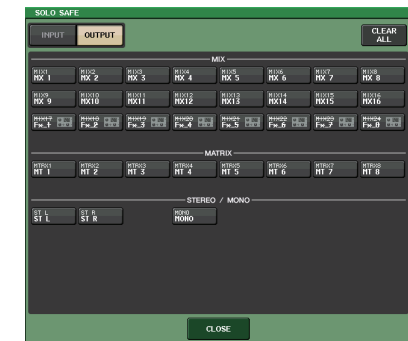 SOLO SAFE
INPUT OUTPUT CLEAR ALL
MIX
MIX1 MIX2 MIX3 MIX4 MIX5 MIX6 MIX7 MIX8
MX 1 MX 2 MX 3 MX 4 MX 5 MX 6 MX 7 MX 8
MIX9 MIX10 MIX11 MIX12 MIX13 MIX14 MIX15 MIX16
MX 9 MX10 MX11 MX12 MX13 MX14 MX15 MX16
MIX17 MIX18 MIX19 MIX20 MIX21 MIX22 MIX23 MIX24
Fx_1 Fx_2 Fx_3 Fx_4 Fx_5 Fx_6 Fx_7 Fx_8
MATRIX
MTRX1 MTRX2 MTRX3 MTRX4 MTRX5 MTRX6 MTRX7 MTRX8
MT 1 MT 2 MT 3 MT 4 MT 5 MT 6 MT 7 MT 8
STEREO / MONO
ST L ST R MONO
ST L ST R MONO
CLOSE